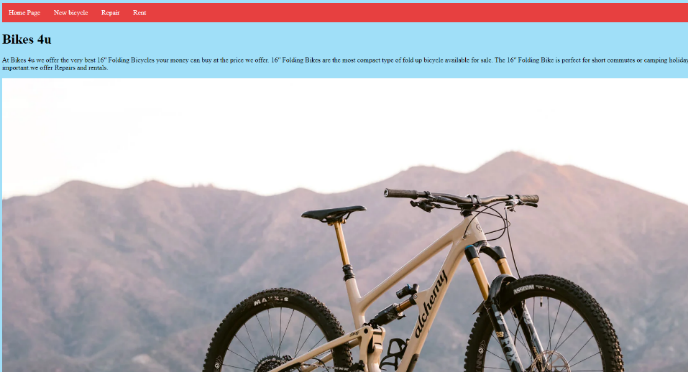 Home Page New bicycle Repair Rent
Bikes 4u
At Bikes 4u we offer the very best 16" Folding Bicycles your money can buy at the price we offer. 16" Folding Bikes are the most compact type of fold up bicycle available for sale. The 16" Folding Bike is perfect for short commutes or camping holiday
important we offer Repairs and rentals.
alchemy
MAXXIS